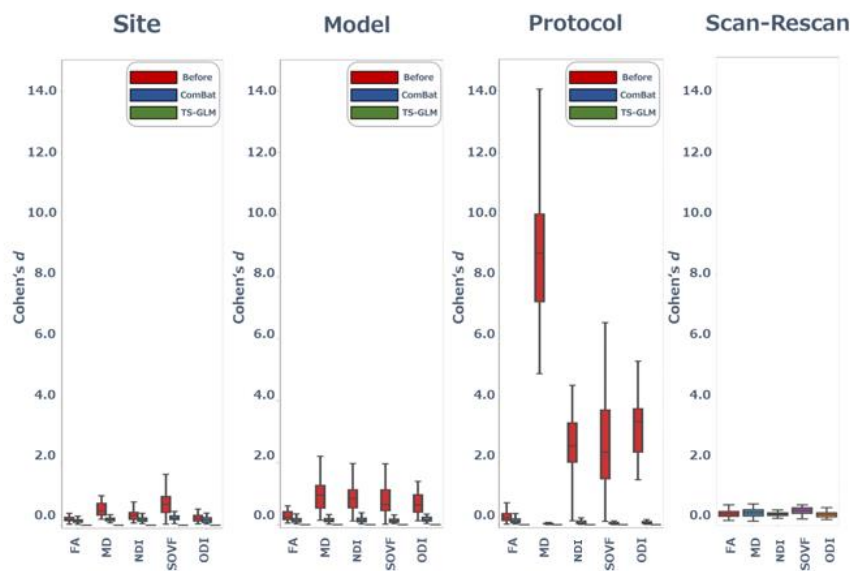 Site
Model
Protocol
Scan-Rescan
Before
ComBat
TS-GLM
Before
ComBat
TS-GLM
Before
ComBat
TS-GLM
Cohen's d
14.0
12.0
10.0
8.0
6.0
4.0
2.0
0.0
FA
MD
NDI
SOVF
ODI
Cohen's d
14.0
12.0
10.0
8.0
6.0
4.0
2.0
0.0
FA
MD
NDI
SOVF
ODI
Cohen's d
14.0
12.0
10.0
8.0
6.0
4.0
2.0
0.0
FA
MD
NDI
SOVF
ODI
Cohen's d
14.0
12.0
10.0
8.0
6.0
4.0
2.0
0.0
FA
MD
NDI
SOVF
ODI